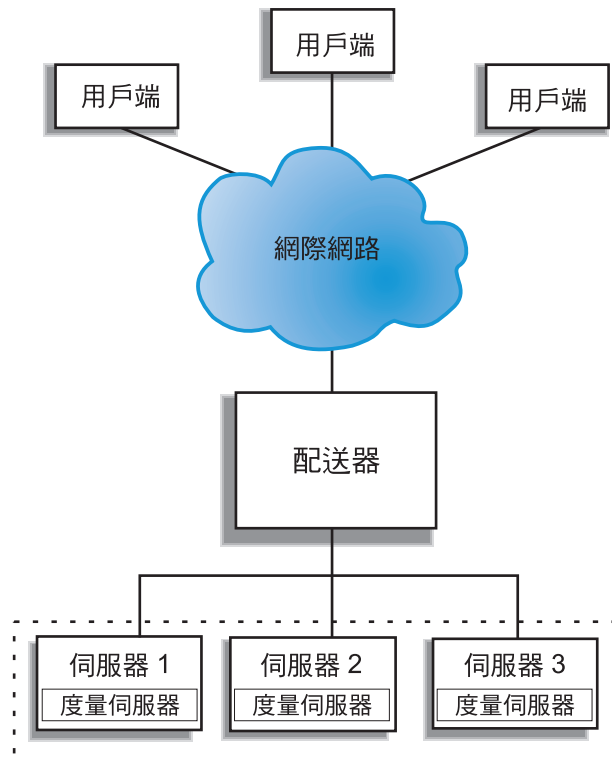 用戶端
用戶端
用戶端
網際網路
配送器
伺服器 1
度量伺服器
伺服器 2
度量伺服器
伺服器 3
度量伺服器